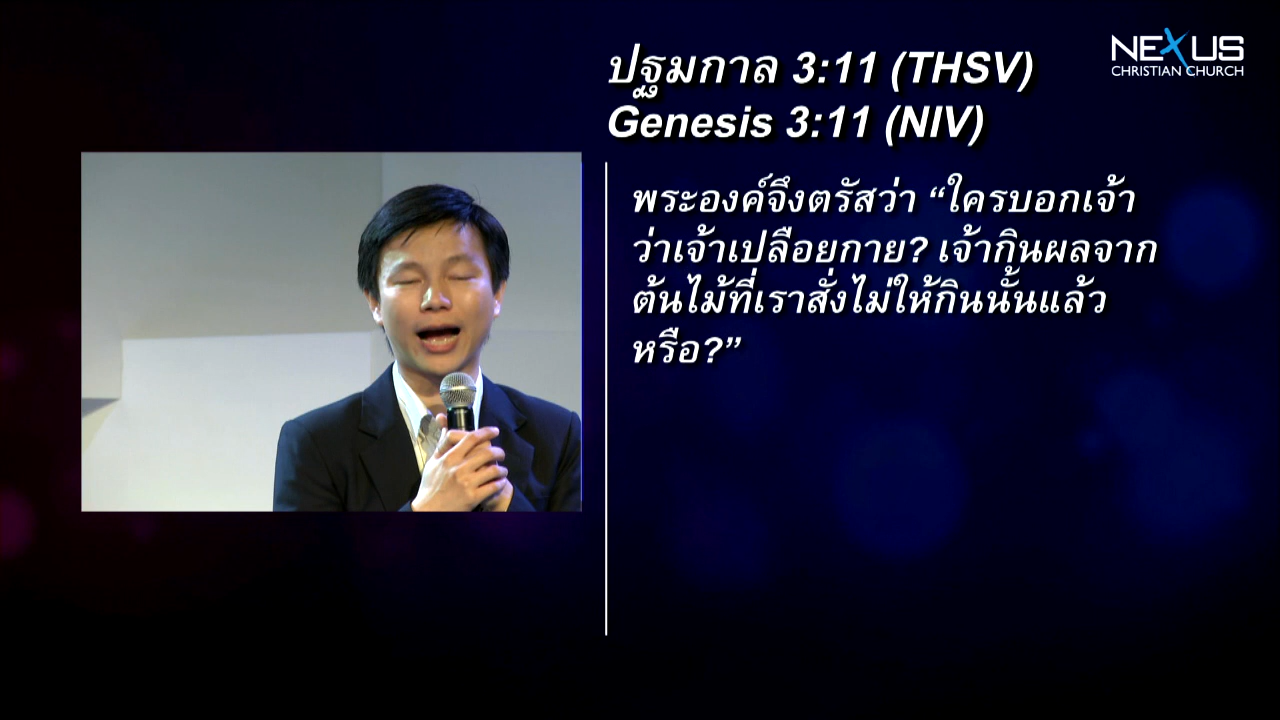 NEXUS
CHRISTIAN CHURCH
ปฐมกาล 3:11 (THSV)
Genesis 3:11 (NIV)
พระองค์จึงตรัสว่า “ใครบอกเจ้า
ว่าเจ้าเปลือยกาย? เจ้ากินผลจาก
ต้นไม้ที่เราสั่งไม่ให้กินนั้นแล้ว
หรือ?”